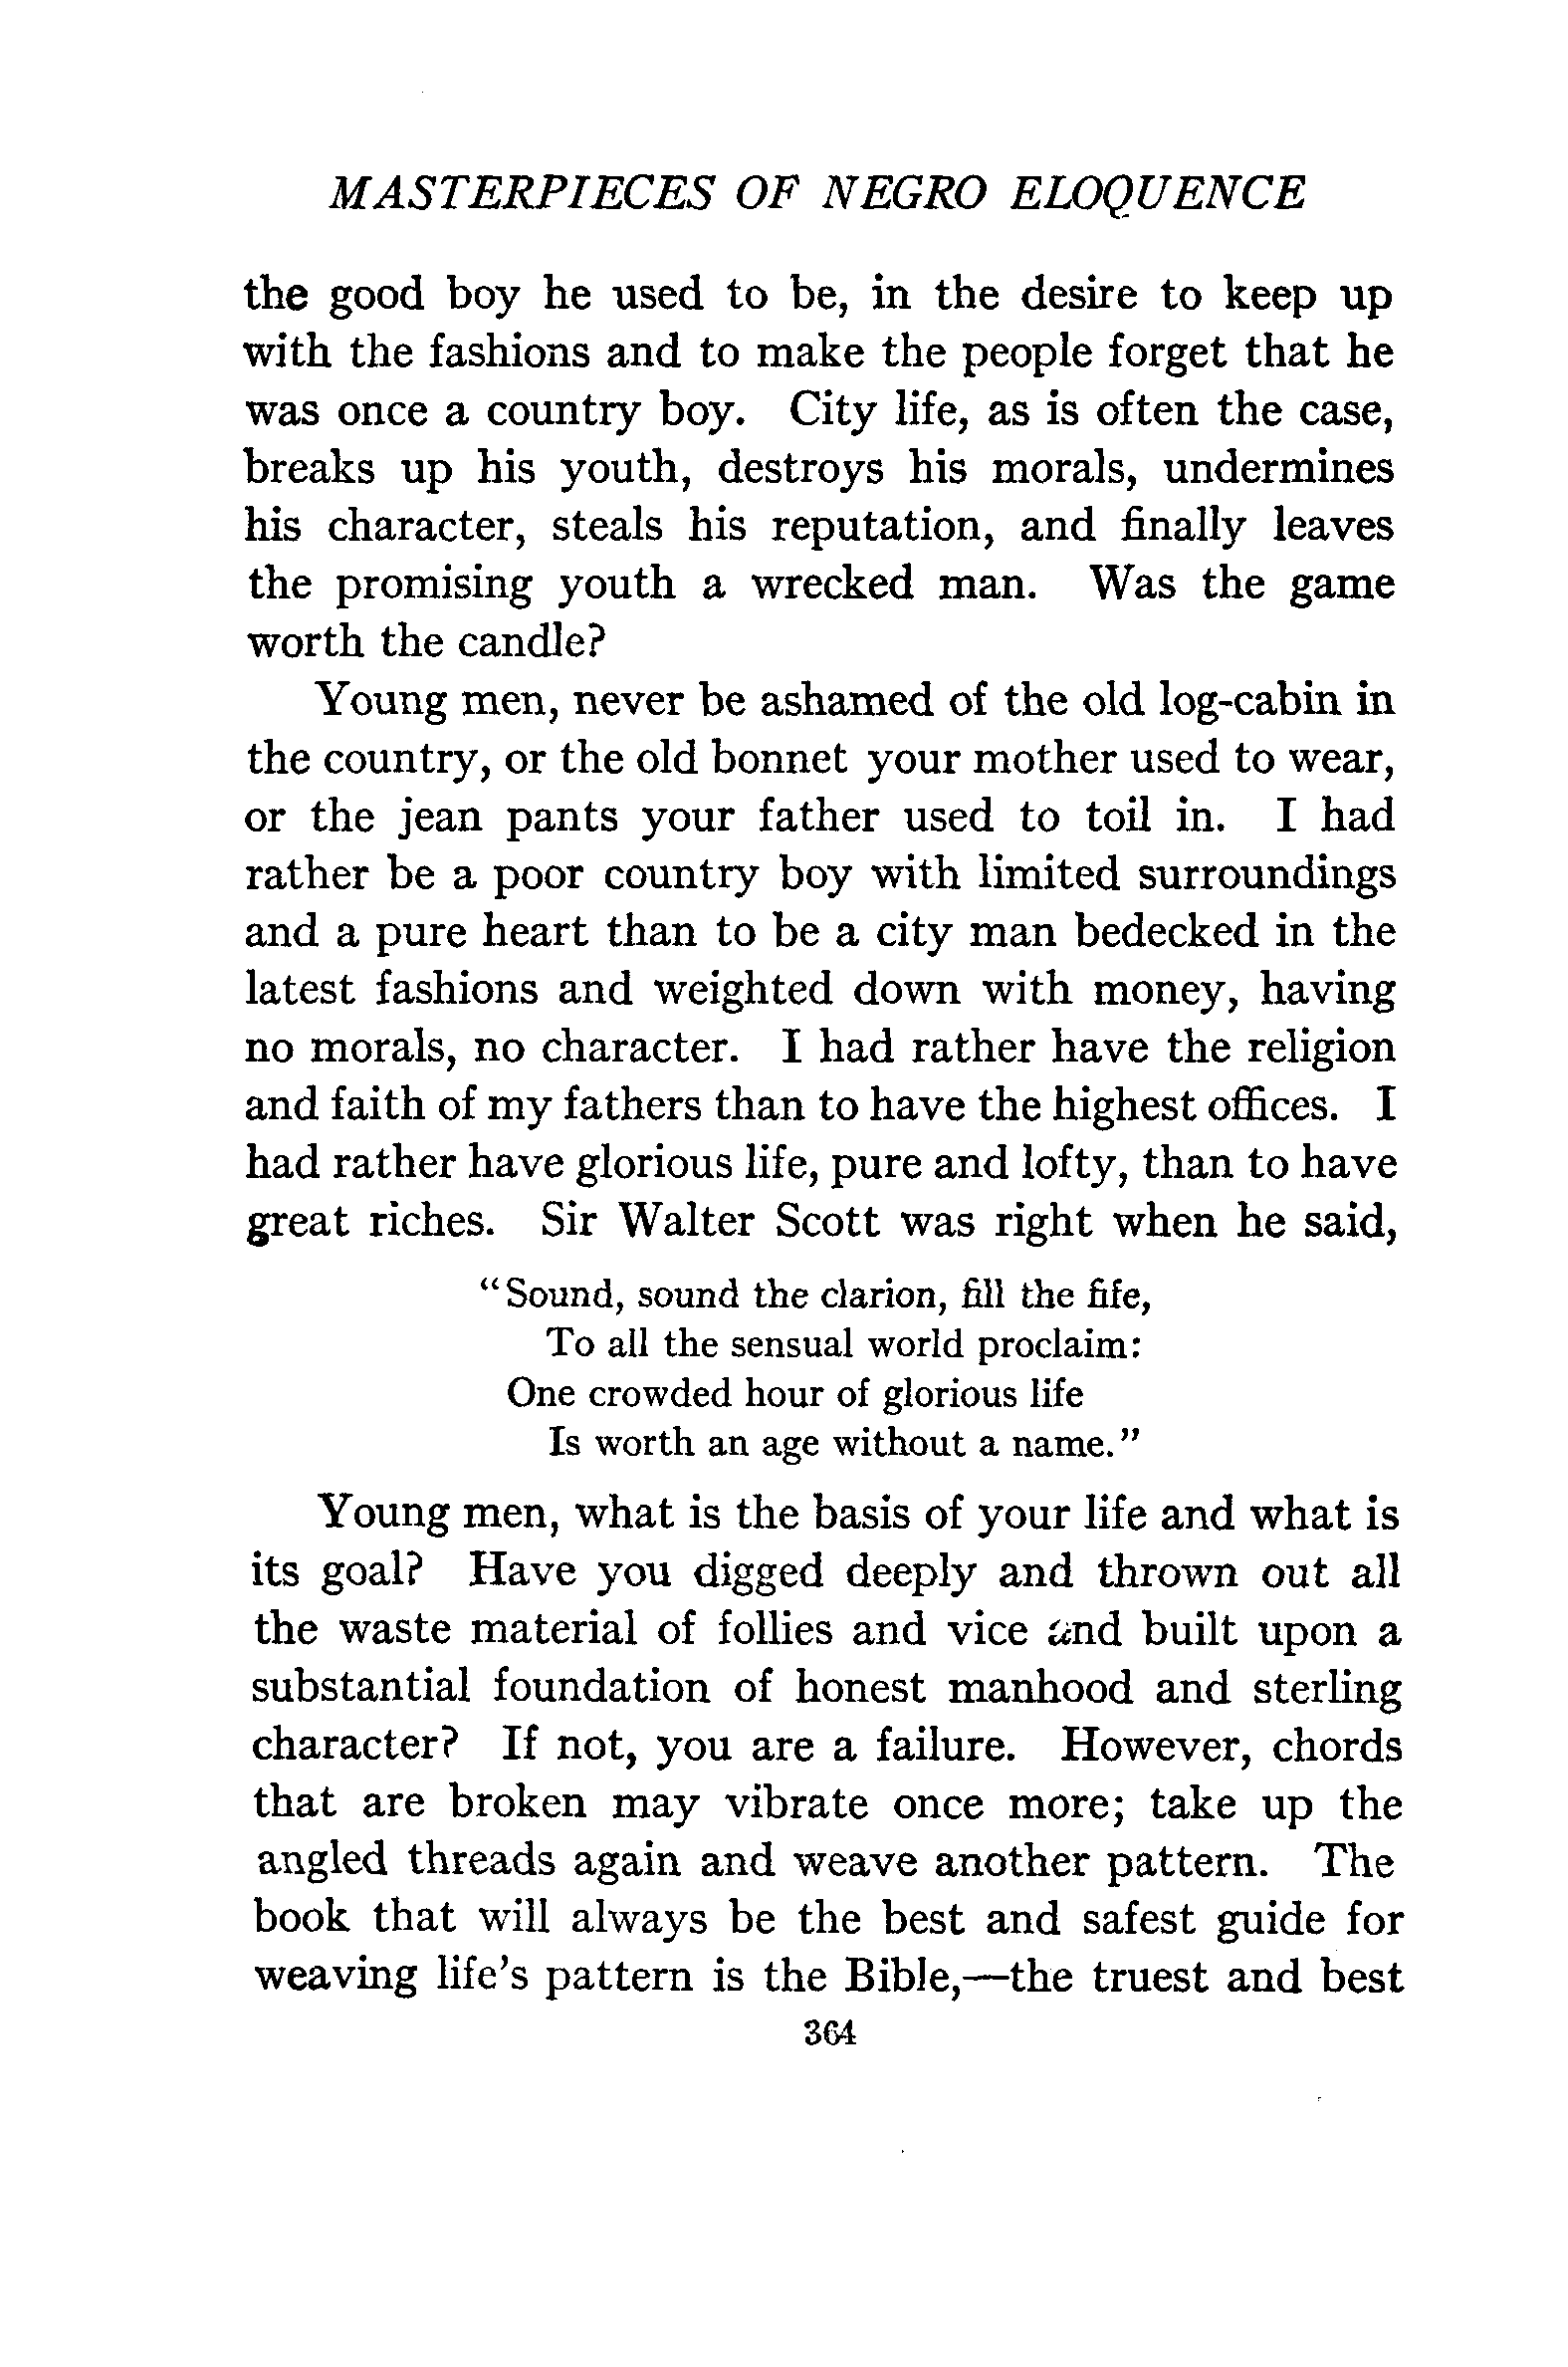 MASTERPIECES OF NEGRO ELOQUENCE
the good boy he used to be, in the desire to keep up
with the fashions and to make the people forget that he
was once a country boy. City life, as is often the case,
breaks up his youth, destroys his morals, undermines
his character, steals his reputation, and finally leaves
the promising youth a wrecked man. Was the game
worth the candle?
Young men, never be ashamed of the old log-cabin in
the country, or the old bonnet your mother used to wear,
or the jean pants your father used to toil in. I had
rather be a poor country boy with limited surroundings
and a pure heart than to be a city man bedecked in the
latest fashions and weighted down with money, having
no morals, no character. I had rather have the religion
and faith of my fathers than to have the highest offices. I
had rather have glorious life, pure and lofty, than to have
great riches. Sir Walter Scott was right when he said,
"Sound, sound the clarion, fill the fife,
To all the sensual world proclaim:
One crowded hour of glorious life
Is worth an age without a name."
Young men, what is the basis of your life and what is
its goal? Have you digged deeply and thrown out all
the waste material of follies and vice and built upon a
substantial foundation of honest manhood and sterling
character? If not, you are a failure. However, chords
that are broken may vibrate once more; take up the
angled threads again and weave another pattern. The
book that will always be the best and safest guide for
weaving life's pattern is the Bible,—the truest and best
364